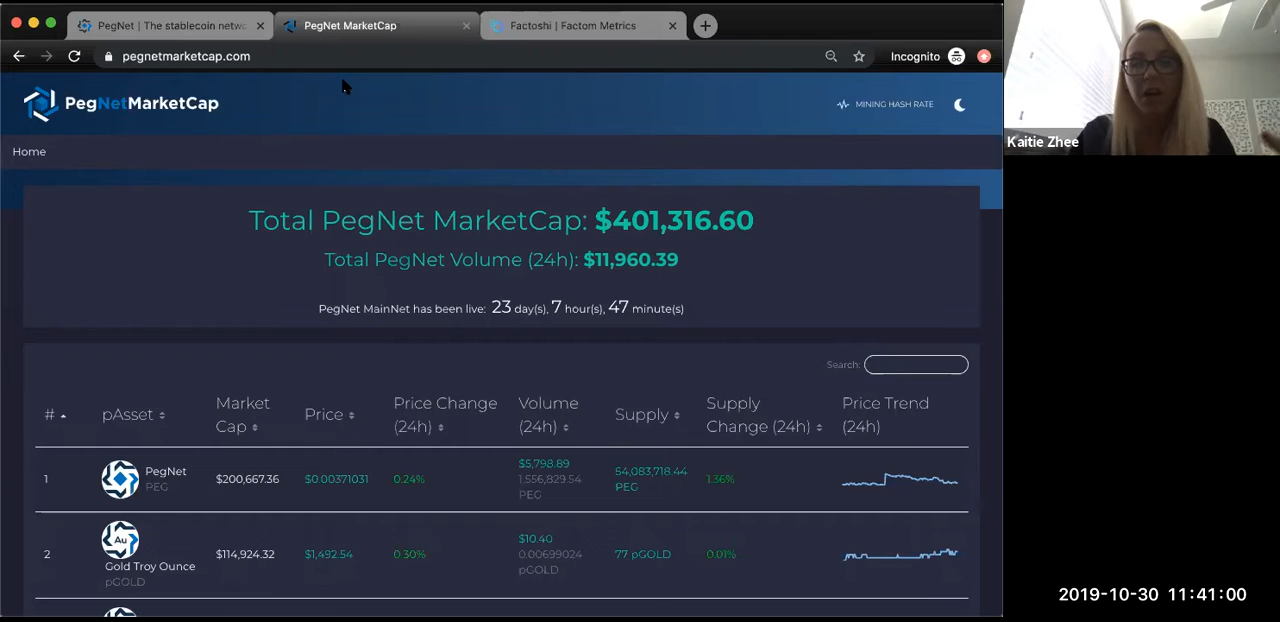 PegNet | The stablecoin netwo
PegNet MarketCap
Factoshi | Factom Metrics
pegnetmarketcap.com
Incognito
PegNetMarketCap
MINING HASH RATE
Kaitie Zhee
Home
Total PegNet MarketCap: $401,316.60
Total PegNet Volume (24h): $11,960.39
PegNet MainNet has been live: 23 day(s), 7 hour(s), 47 minute(s)
Search:
# pAsset Market Cap Price Price Change (24h) Volume (24h) Supply Supply Change (24h) Price Trend (24h)
1 PegNet PEG $200,667.36 $0.00371031 0.24% $5,798.89 1,556,829.54 PEG 54,083,718.44 PEG 1.36%
2 Au Gold Troy Ounce pGOLD $114,924.32 $1,492.54 0.30% $10.40 0.00699024 pGOLD 77 pGOLD 0.01%
2019-10-30 11:41:00